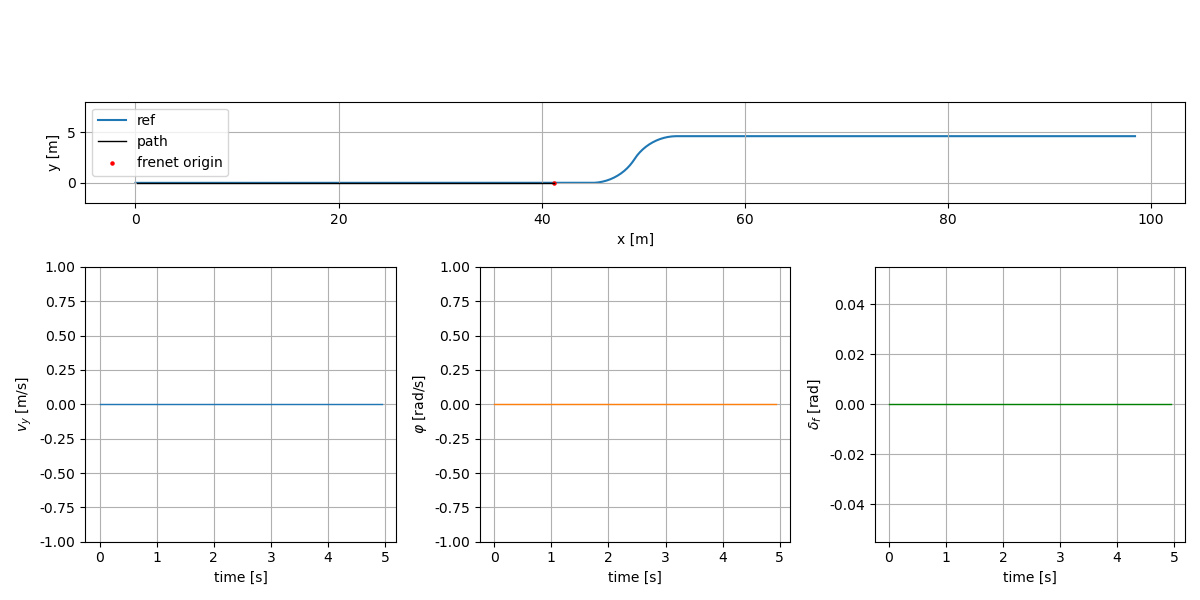 ref
path
frenet origin
y [m]
5
0
0 20 40 60 80 100
x [m]
1.00
0.75
0.50
0.25
0.00
-0.25
-0.50
-0.75
-1.00
v_y [m/s]
0 1 2 3 4 5
time [s]
1.00
0.75
0.50
0.25
0.00
-0.25
-0.50
-0.75
-1.00
φ [rad/s]
0 1 2 3 4 5
time [s]
0.04
0.02
0.00
-0.02
-0.04
δ_f [rad]
0 1 2 3 4 5
time [s]